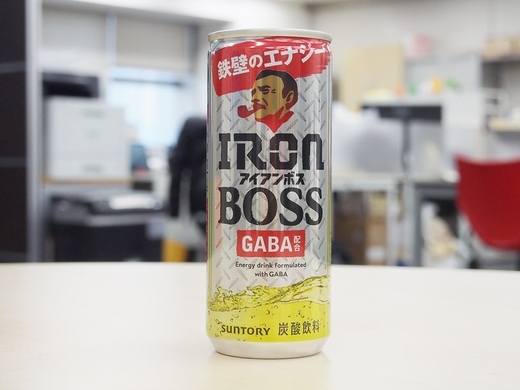 鉄壁のエナジー
IRON
アイアンボス
BOSS
GABA配合
Energy drink formulated
with GABA
SUNTORY 炭酸飲料